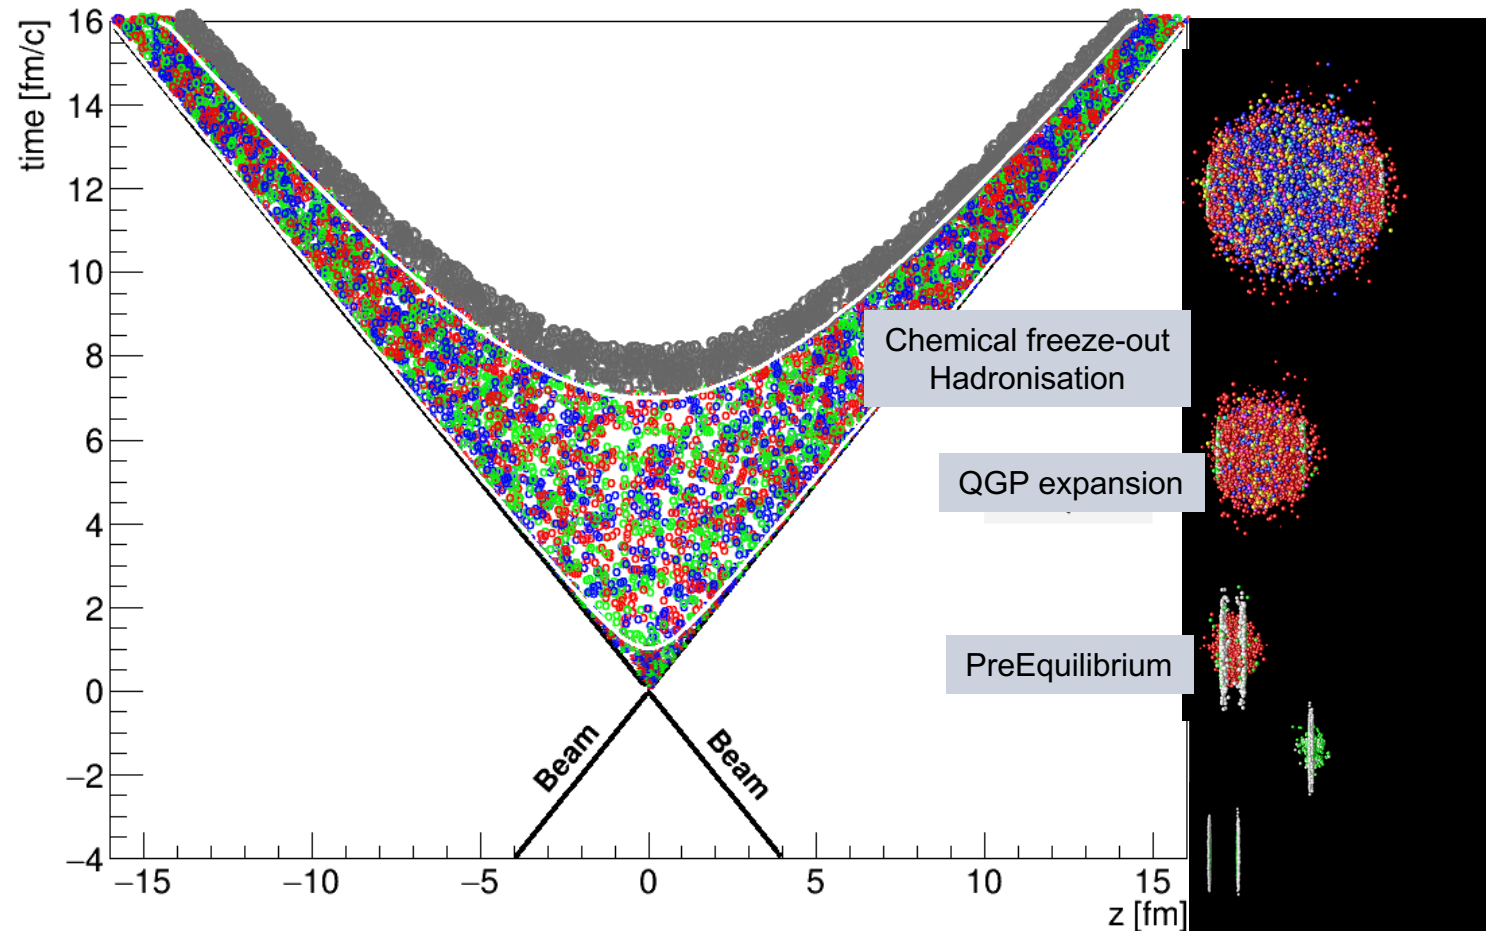 time [fm/c]
16
14
12
10
8
6
4
2
0
−2
−4
−15
−10
−5
0
5
10
15
z [fm]
Chemical freeze-out
Hadronisation
QGP expansion
PreEquilibrium
Beam
Beam